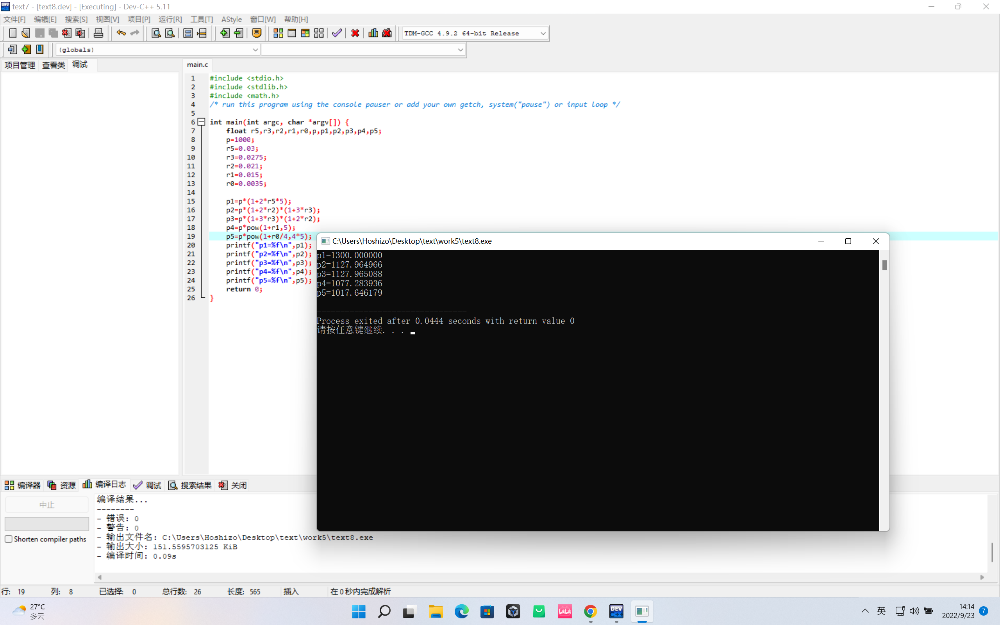 text7 - [text8.dev] - [Executing] - Dev-C++ 5.11
文件[F] 编辑[E] 搜索[S] 视图[V] 项目[P] 运行[R] 工具[T] AStyle 窗口[W] 帮助[H]
TDM-GCC 4.9.2 64-bit Release
(globals)
项目管理 查看类 调试
main.c
1 #include <stdio.h>
2 #include <stdlib.h>
3 #include <math.h>
4 /* run this program using the console pauser or add your own getch, system("pause") or input loop */
5
6 int main(int argc, char *argv[]) {
7 float r5,r3,r2,r1,r0,p,p1,p2,p3,p4,p5;
8 p=1000;
9 r5=0.03;
10 r3=0.0275;
11 r2=0.021;
12 r1=0.015;
13 r0=0.0035;
14
15 p1=p*(1+2*r5*5);
16 p2=p*(1+2*r2)*(1+3*r3);
17 p3=p*(1+3*r3)*(1+2*r2);
18 p4=p*pow(1+r1,5);
19 p5=p*pow(1+r0/4,4*5);
20 printf("p1=%f\n",p1);
21 printf("p2=%f\n",p2);
22 printf("p3=%f\n",p3);
23 printf("p4=%f\n",p4);
24 printf("p5=%f\n",p5);
25 return 0;
26 }
C:\Users\Hoshizo\Desktop\text\work5\text8.exe
p1=1300.000000
p2=1127.964966
p3=1127.965088
p4=1077.283936
p5=1017.646179
--------------------------------
Process exited after 0.0444 seconds with return value 0
请按任意键继续. . .
编译器 资源 编译日志 调试 搜索结果 关闭
中止
Shorten compiler paths
编译结果...
--------
- 错误: 0
- 警告: 0
- 输出文件名: C:\Users\Hoshizo\Desktop\text\work5\text8.exe
- 输出大小: 151.5595703125 KiB
- 编译时间: 0.09s
行: 19 列: 8 已选择: 0 总行数: 26 长度: 565 插入 在 0 秒内完成解析
27°C
多云
DEV C++
bilibili
英
14:14
2022/9/23
7